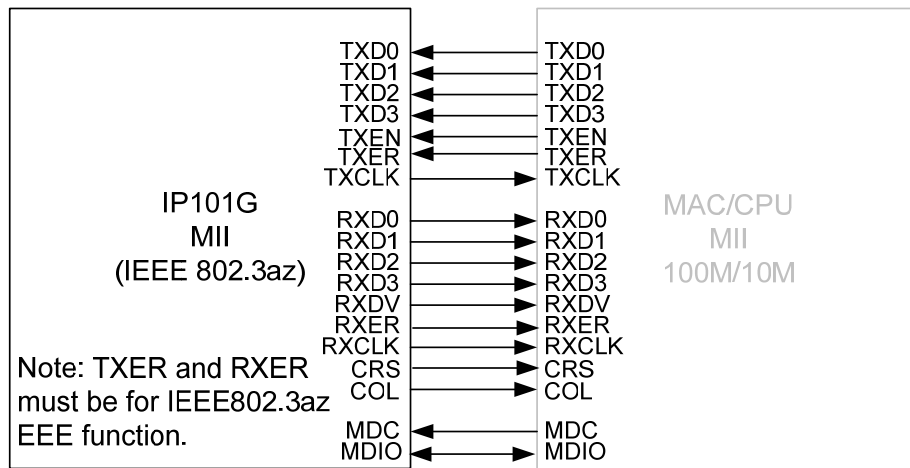 TXD0 TXD0
TXD1 TXD1
TXD2 TXD2
TXD3 TXD3
TXEN TXEN
TXER TXER
TXCLK TXCLK
IP101G
MII
(IEEE 802.3az)
MAC/CPU
MII
100M/10M
RXD0 RXD0
RXD1 RXD1
RXD2 RXD2
RXD3 RXD3
RXDV RXDV
RXER RXER
RXCLK RXCLK
CRS CRS
COL COL
Note: TXER and RXER
must be for IEEE802.3az
EEE function.
MDC MDC
MDIO MDIO